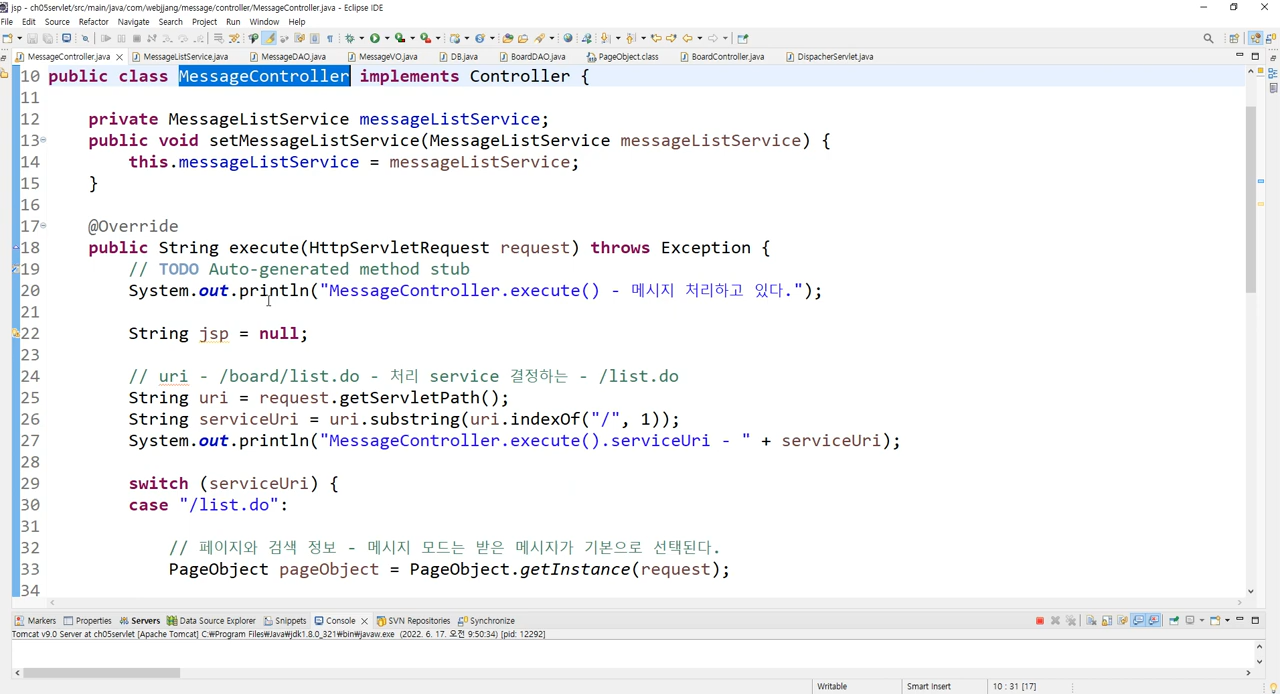 jsp - ch05servlet/src/main/java/com/webjjang/message/controller/MessageController.java - Eclipse IDE
File Edit Source Refactor Navigate Search Project Run Window Help
MessageController.java MessageListService.java MessageDAO.java MessageVO.java DB.java BoardDAO.java PageObject.class BoardController.java DispacherServlet.java
10 public class MessageController implements Controller {
11
12 private MessageListService messageListService;
13 public void setMessageListService(MessageListService messageListService) {
14 this.messageListService = messageListService;
15 }
16
17 @Override
18 public String execute(HttpServletRequest request) throws Exception {
19 // TODO Auto-generated method stub
20 System.out.println("MessageController.execute() - 메시지 처리하고 있다.");
21
22 String jsp = null;
23
24 // uri - /board/list.do - 처리 service 결정하는 - /list.do
25 String uri = request.getServletPath();
26 String serviceUri = uri.substring(uri.indexOf("/", 1));
27 System.out.println("MessageController.execute().serviceUri - " + serviceUri);
28
29 switch (serviceUri) {
30 case "/list.do":
31
32 // 페이지와 검색 정보 - 메시지 모드는 받은 메시지가 기본으로 선택된다.
33 PageObject pageObject = PageObject.getInstance(request);
34
Markers Properties Servers Data Source Explorer Snippets Console SVN Repositories Synchronize
Tomcat v9.0 Server at ch05servlet [Apache Tomcat] C:₩Program Files₩Java₩jdk1.8.0_321₩bin₩javaw.exe (2022. 6. 17. 오전 9:50:34) [pid: 12292]
Writable Smart Insert 10 : 31 [17]